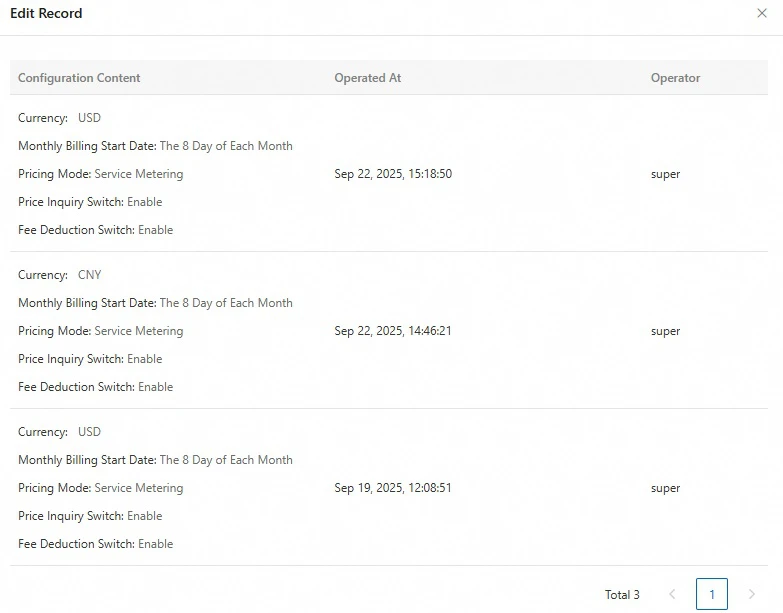 Edit Record
Configuration Content Operated At Operator
Currency: USD
Monthly Billing Start Date: The 8 Day of Each Month
Pricing Mode: Service Metering Sep 22, 2025, 15:18:50 super
Price Inquiry Switch: Enable
Fee Deduction Switch: Enable
Currency: CNY
Monthly Billing Start Date: The 8 Day of Each Month
Pricing Mode: Service Metering Sep 22, 2025, 14:46:21 super
Price Inquiry Switch: Enable
Fee Deduction Switch: Enable
Currency: USD
Monthly Billing Start Date: The 8 Day of Each Month
Pricing Mode: Service Metering Sep 19, 2025, 12:08:51 super
Price Inquiry Switch: Enable
Fee Deduction Switch: Enable
Total 3 1